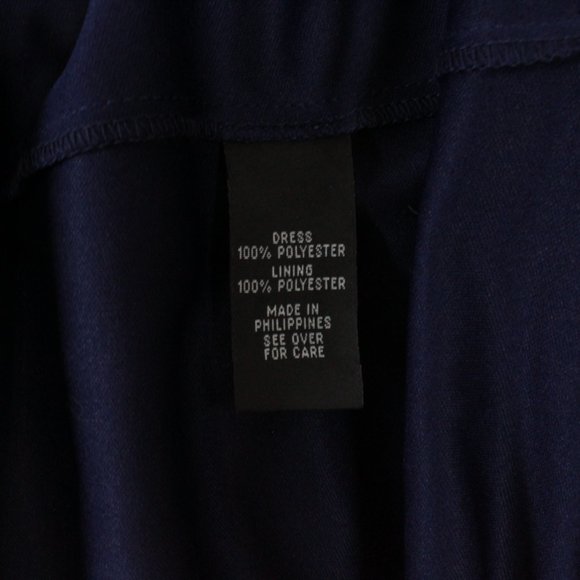 DRESS
100% POLYESTER
LINING
100% POLYESTER
MADE IN
PHILIPPINES
SEE OVER
FOR CARE